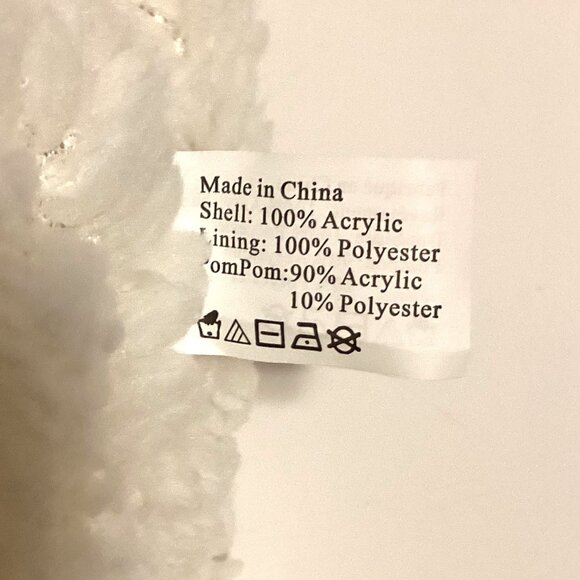 Made in China
Shell: 100% Acrylic
Lining: 100% Polyester
PomPom:90% Acrylic
10% Polyester